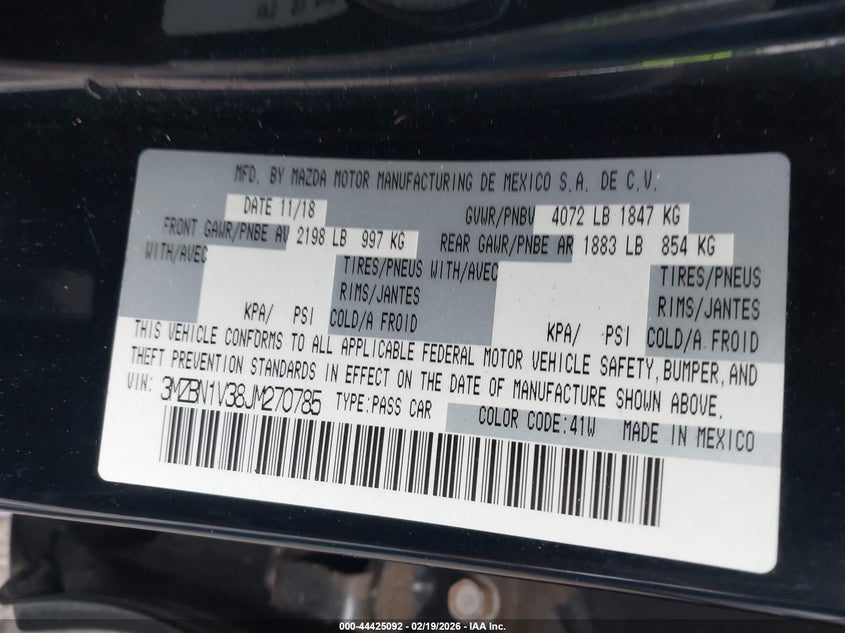 MFD. BY MAZDA MOTOR MANUFACTURING DE MEXICO S.A. DE C.V.
DATE 11/18 GVWR/PNBV 4072 LB 1847 KG
FRONT GAWR/PNBE AV 2198 LB 997 KG REAR GAWR/PNBE AR 1883 LB 854 KG
WITH/AVEC TIRES/PNEUS WITH/AVEC TIRES/PNEUS
RIMS/JANTES RIMS/JANTES
KPA/ PSI COLD/A FROID KPA/ PSI COLD/A FROID
THIS VEHICLE CONFORMS TO ALL APPLICABLE FEDERAL MOTOR VEHICLE SAFETY, BUMPER, AND
THEFT PREVENTION STANDARDS IN EFFECT ON THE DATE OF MANUFACTURE SHOWN ABOVE.
VIN: 3MZBN1V38JM270785 TYPE:PASS CAR COLOR CODE:41W MADE IN MEXICO
000-44425092 - 02/19/2026 - IAA Inc.